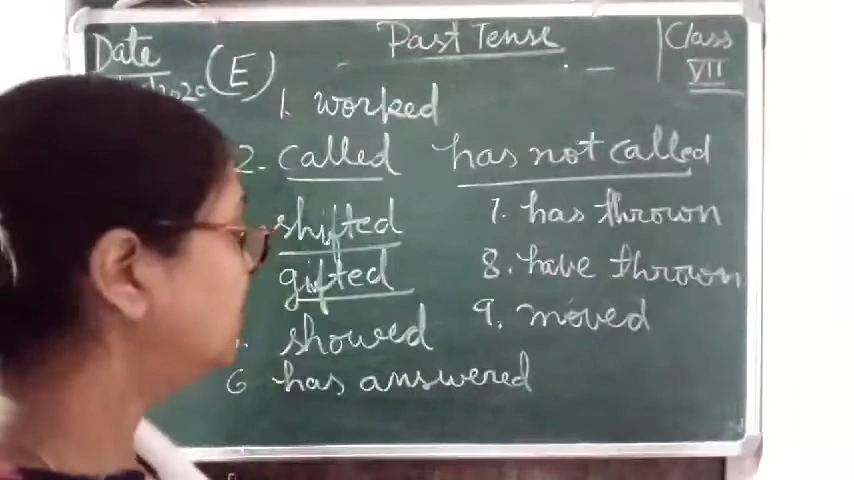 Date
(E)
Past Tense
Class
VII
1. worked
2. called has not called
shifted
gifted
showed
6 has answered
7. has thrown
8. have thrown
9. moved